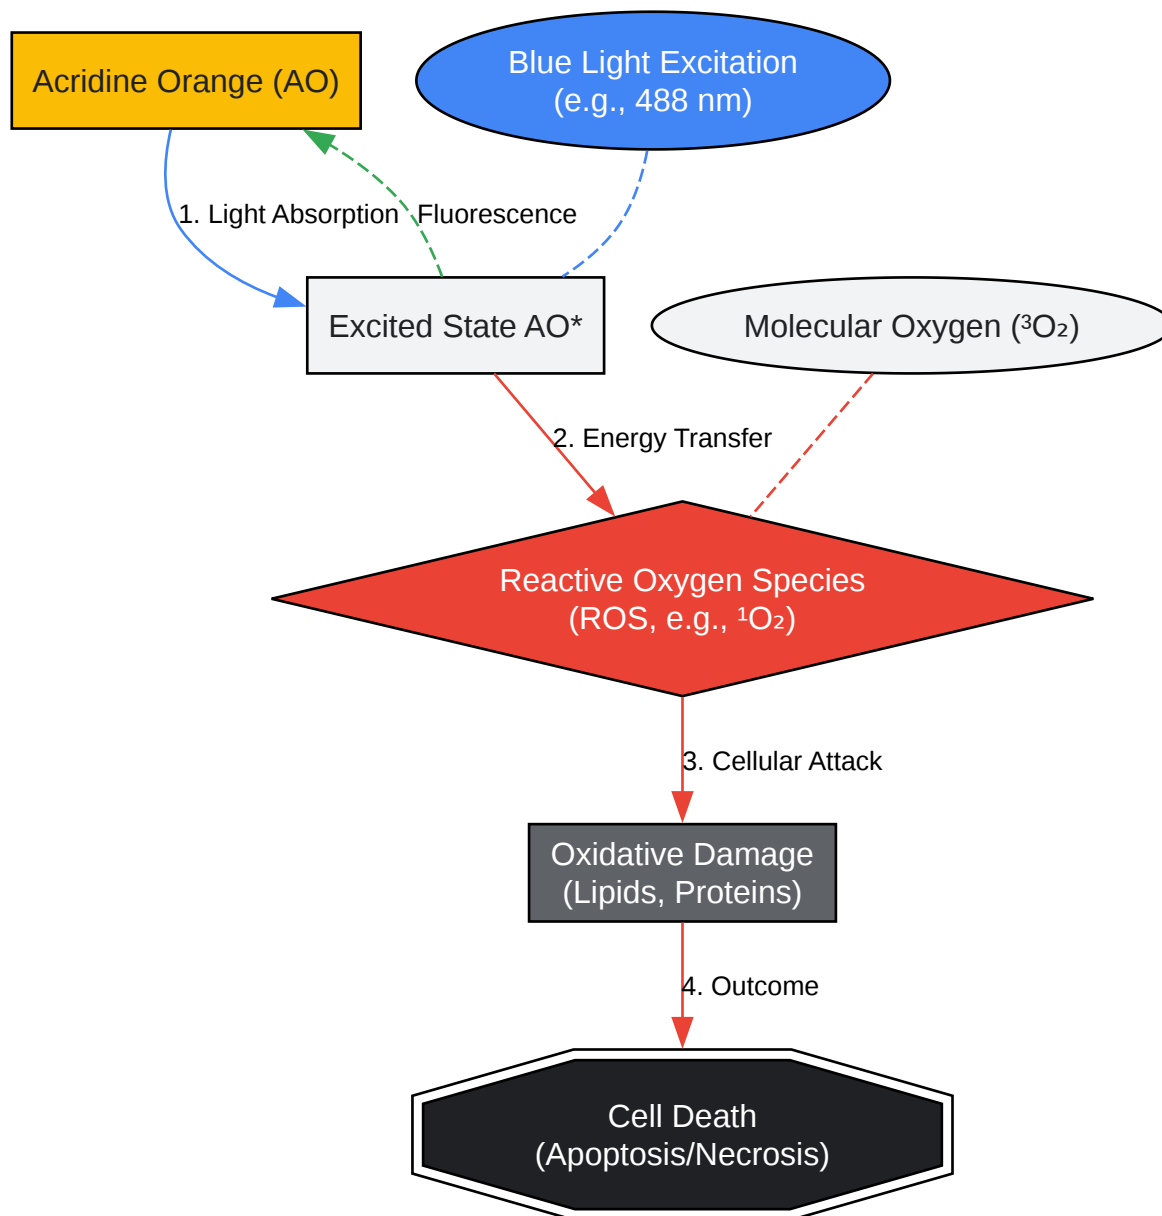 Acridine Orange (AO)
Blue Light Excitation
(e.g., 488 nm)
1. Light Absorption
Fluorescence
Excited State AO*
Molecular Oxygen (³O₂)
2. Energy Transfer
Reactive Oxygen Species
(ROS, e.g., ¹O₂)
3. Cellular Attack
Oxidative Damage
(Lipids, Proteins)
4. Outcome
Cell Death
(Apoptosis/Necrosis)